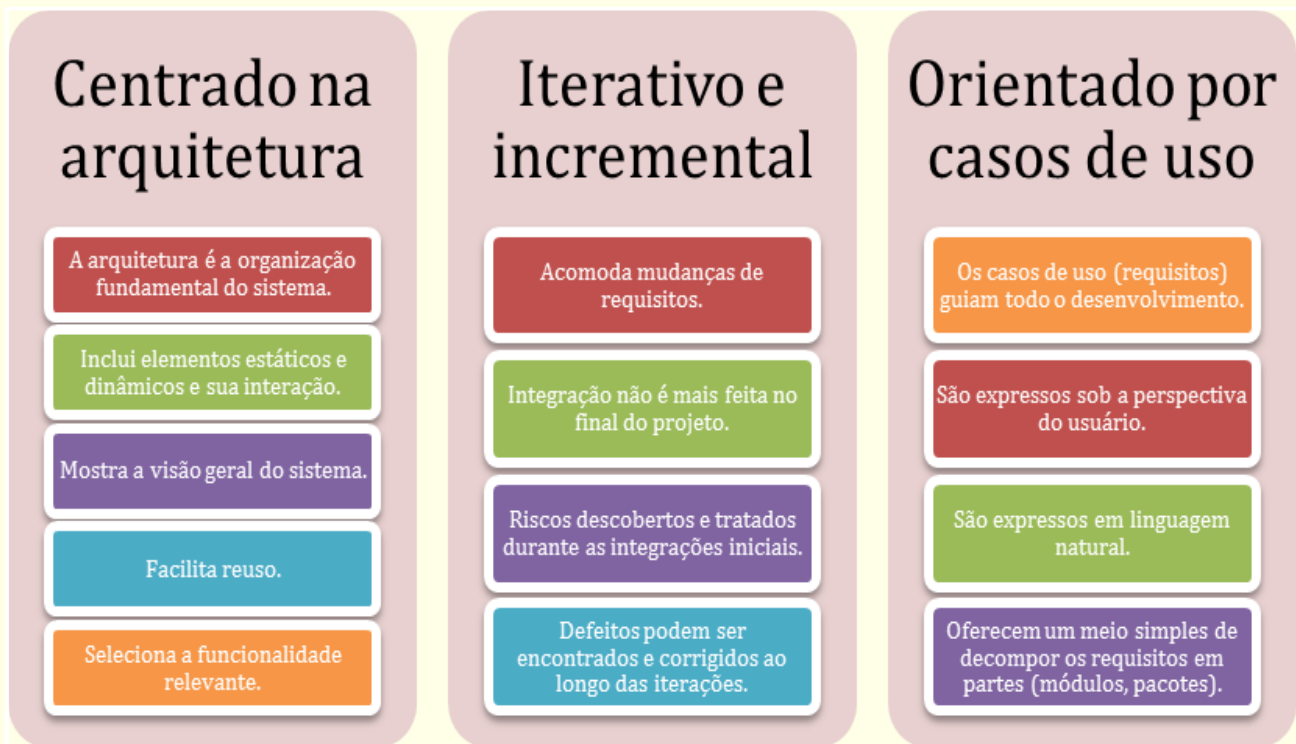 Centrado na
arquitetura
A arquitetura é a organização
fundamental do sistema.
Inclui elementos estáticos e
dinâmicos e sua interação.
Mostra a visão geral do sistema.
Facilita reuso.
Seleciona a funcionalidade
relevante.
Iterativo e
incremental
Acomoda mudanças de
requisitos.
Integração não é mais feita no
final do projeto.
Riscos descobertos e tratados
durante as integrações iniciais.
Defeitos podem ser
encontrados e corrigidos ao
longo das iterações.
Orientado por
casos de uso
Os casos de uso (requisitos)
guiam todo o desenvolvimento.
São expressos sob a perspectiva
do usuário.
São expressos em linguagem
natural.
Oferecem um meio simples de
decompor os requisitos em
partes (módulos, pacotes).